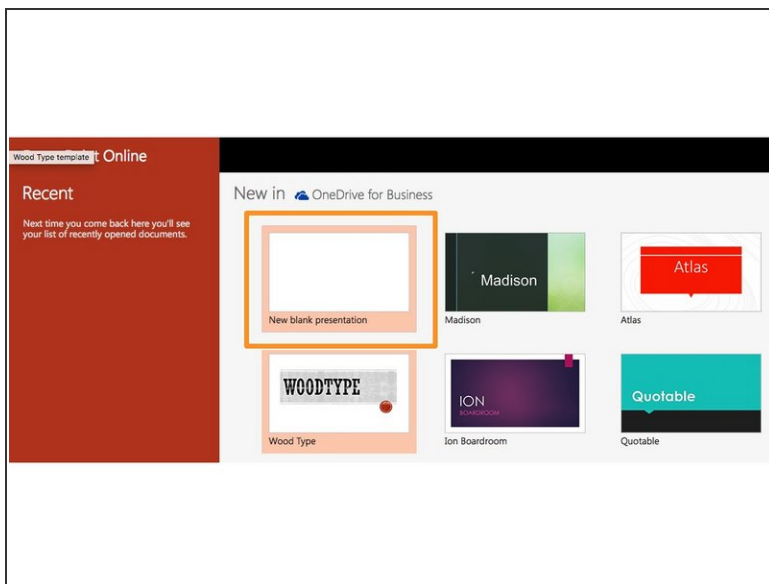 Wood Type template
t Online
Recent
Next time you come back here you'll see
your list of recently opened documents.
New in OneDrive for Business
New blank presentation
Madison
Madison
Atlas
Atlas
WOODTYPE
Wood Type
ION
BOARDROOM
Ion Boardroom
Quotable
Quotable